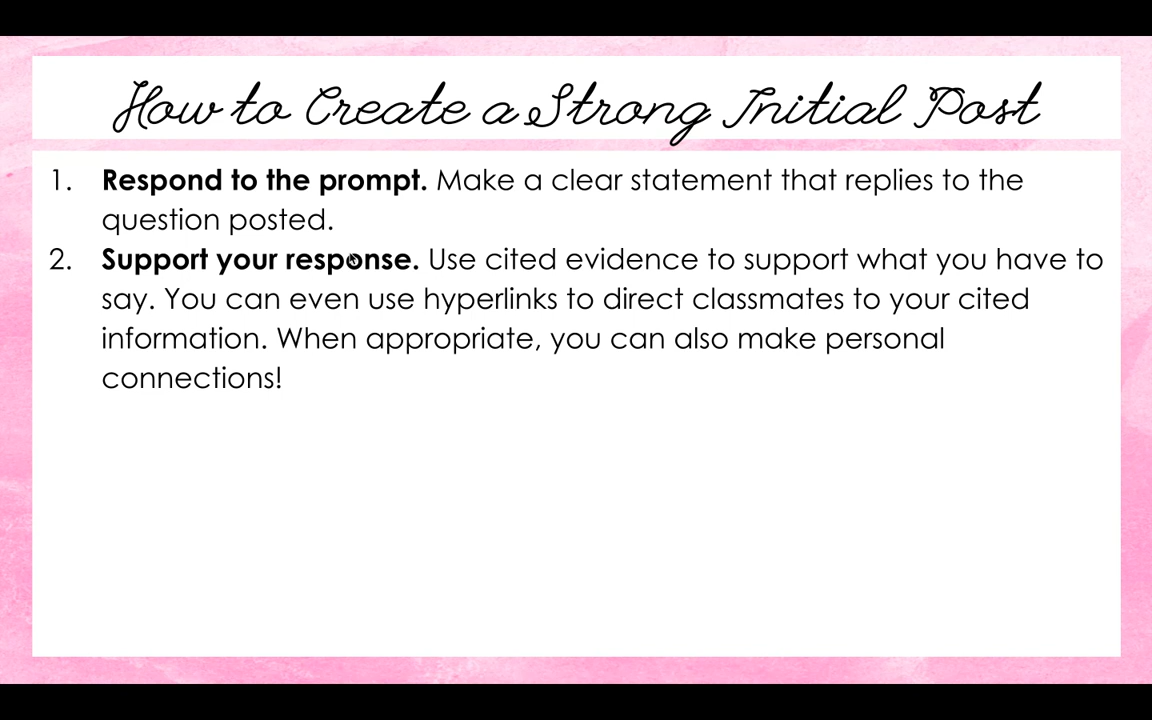 How to Create a Strong Initial Post
1. Respond to the prompt. Make a clear statement that replies to the
question posted.
2. Support your response. Use cited evidence to support what you have to
say. You can even use hyperlinks to direct classmates to your cited
information. When appropriate, you can also make personal
connections!